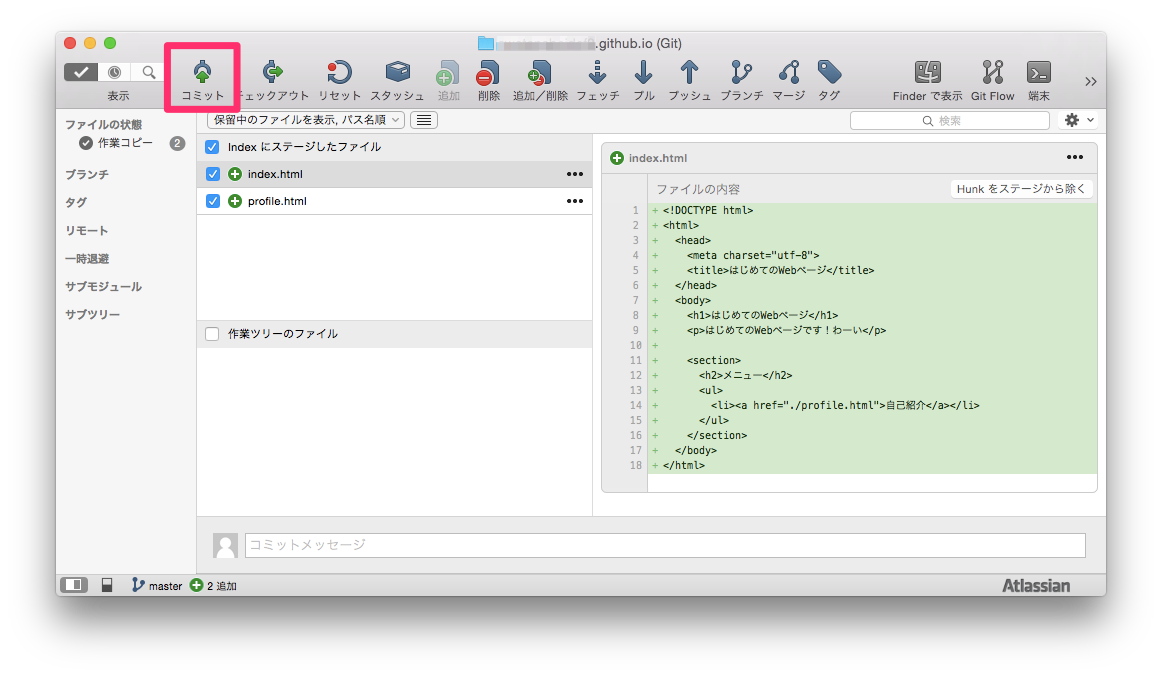 .github.io (Git)
表示
コミット
チェックアウト
リセット
スタッシュ
追加
削除
追加／削除
フェッチ
プル
プッシュ
ブランチ
マージ
タグ
Finder で表示
Git Flow
端末
ファイルの状態
作業コピー 2
ブランチ
タグ
リモート
一時退避
サブモジュール
サブツリー
保留中のファイルを表示, パス名順
検索
Index にステージしたファイル
index.html
profile.html
作業ツリーのファイル
index.html
ファイルの内容
Hunk をステージから除く
1 + <!DOCTYPE html>
2 + <html>
3 + <head>
4 + <meta charset="utf-8">
5 + <title>はじめてのWebページ</title>
6 + </head>
7 + <body>
8 + <h1>はじめてのWebページ</h1>
9 + <p>はじめてのWebページです！わーい</p>
10 +
11 + <section>
12 + <h2>メニュー</h2>
13 + <ul>
14 + <li><a href="./profile.html">自己紹介</a></li>
15 + </ul>
16 + </section>
17 + </body>
18 + </html>
コミットメッセージ
master 2 追加
Atlassian